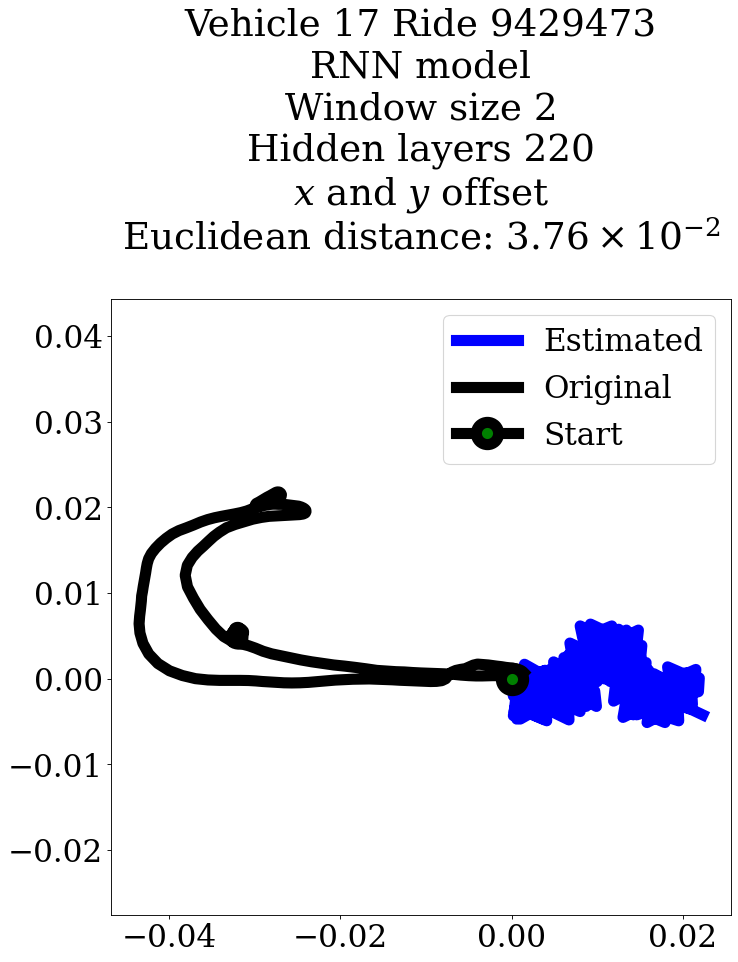 Vehicle 17 Ride 9429473
RNN model
Window size 2
Hidden layers 220
x and y offset
Euclidean distance: 3.76 × 10⁻²
Estimated
Original
Start
0.04
0.03
0.02
0.01
0.00
−0.01
−0.02
−0.04 −0.02 0.00 0.02